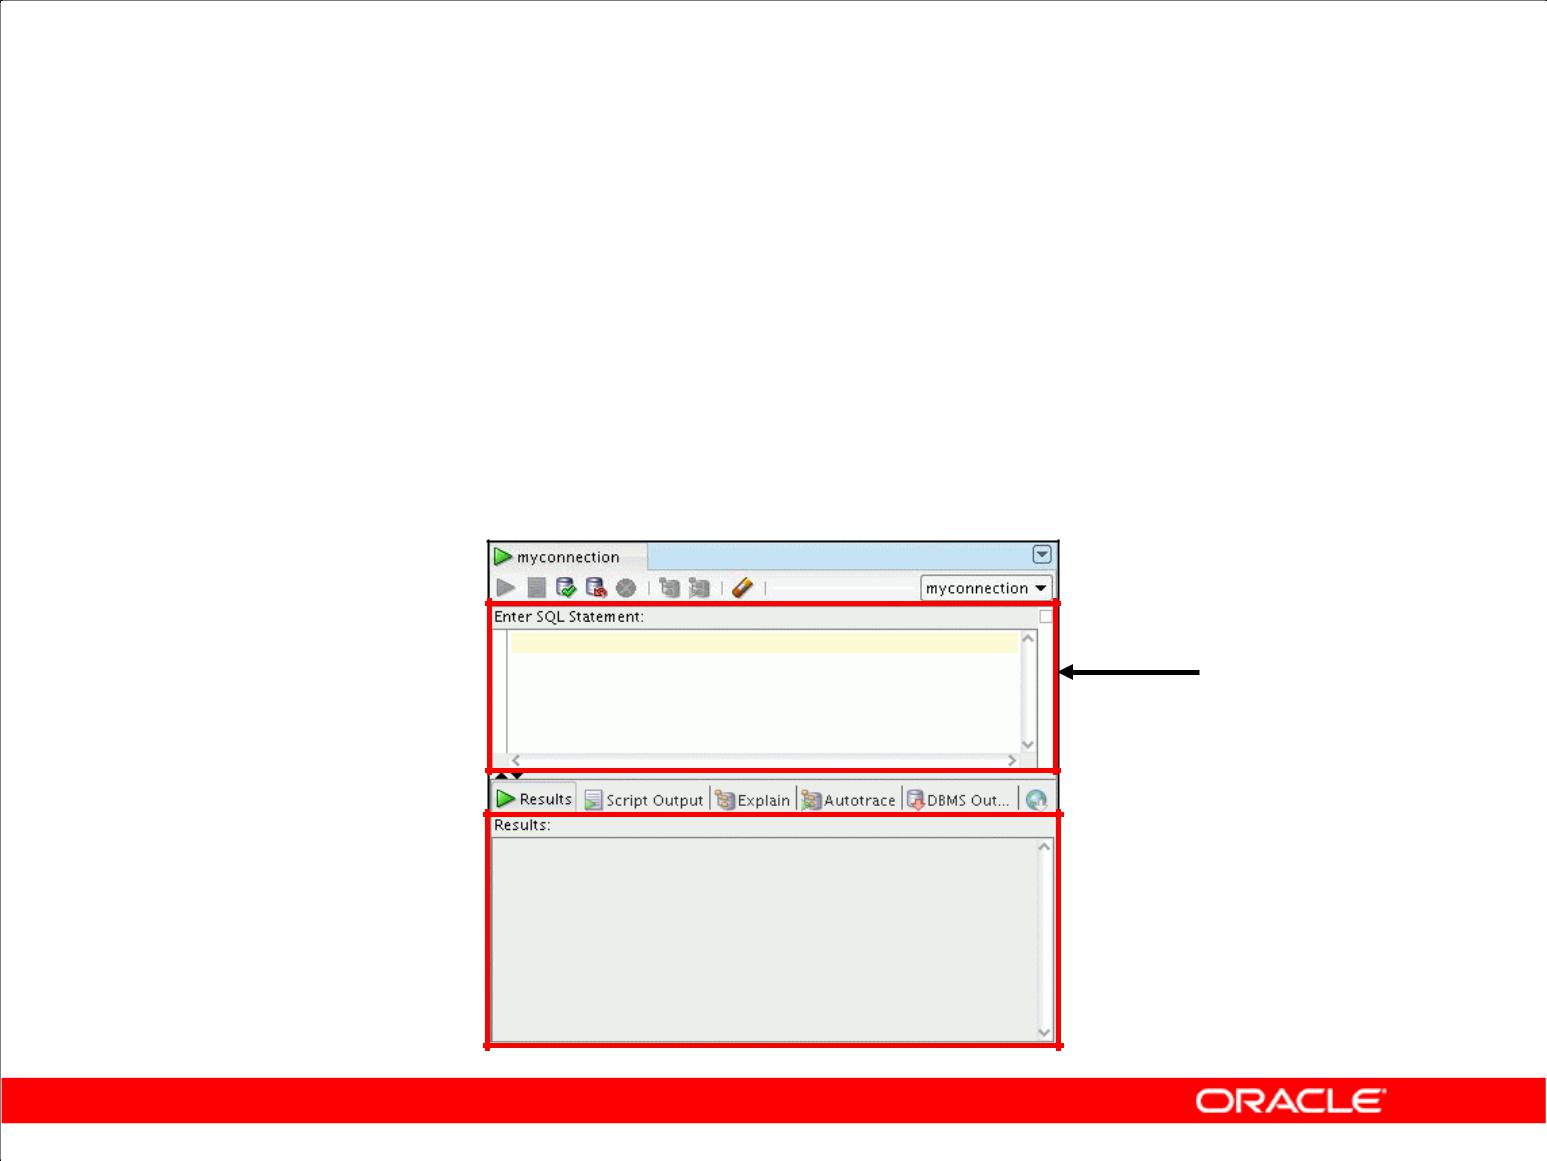 myconnection
myconnection
Enter SQL Statement:
Results Script Output Explain Autotrace DBMS Out...
Results:
ORACLE